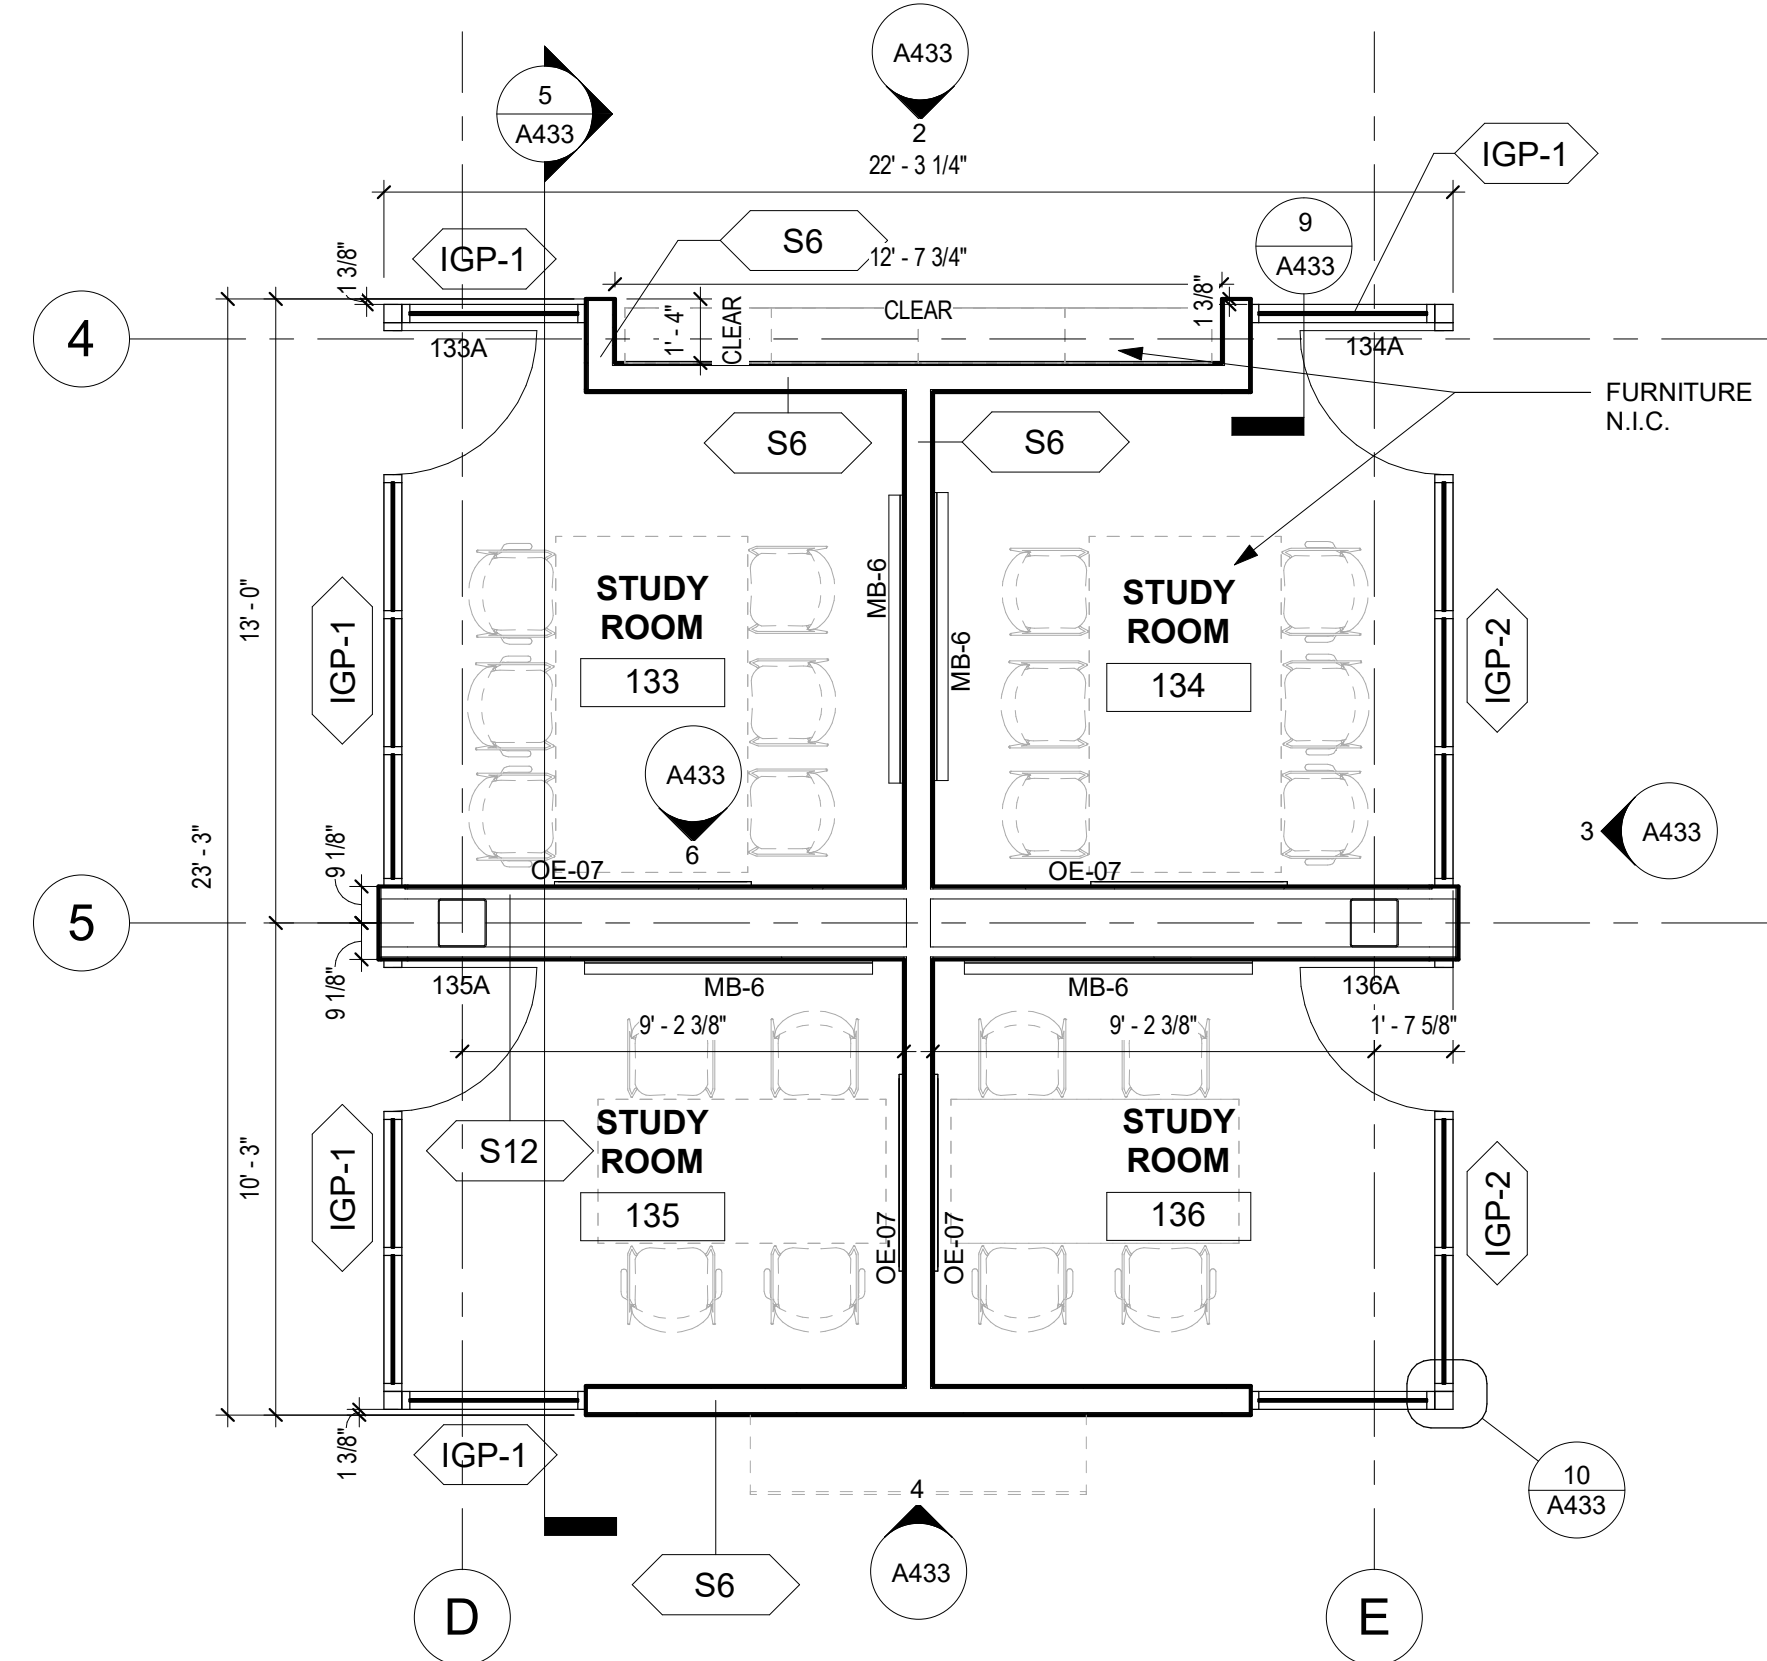 A433
2
22' - 3 1/4"
5
A433
IGP-1
9
A433
S6
12' - 7 3/4"
IGP-1
1 3/8"
CLEAR
1' - 4"
CLEAR
1 3/8"
4
133A
134A
FURNITURE
N.I.C.
S6
S6
13' - 0"
IGP-1
STUDY
ROOM
133
MB-6
MB-6
STUDY
ROOM
134
IGP-2
A433
6
3
A433
23' - 3"
9 1/8"
OE-07
OE-07
5
9 1/8"
135A
MB-6
MB-6
136A
9' - 2 3/8"
9' - 2 3/8"
1' - 7 5/8"
10' - 3"
IGP-1
S12
STUDY
ROOM
135
OE-07
OE-07
STUDY
ROOM
136
IGP-2
1 3/8"
IGP-1
4
A433
10
A433
S6
D
E